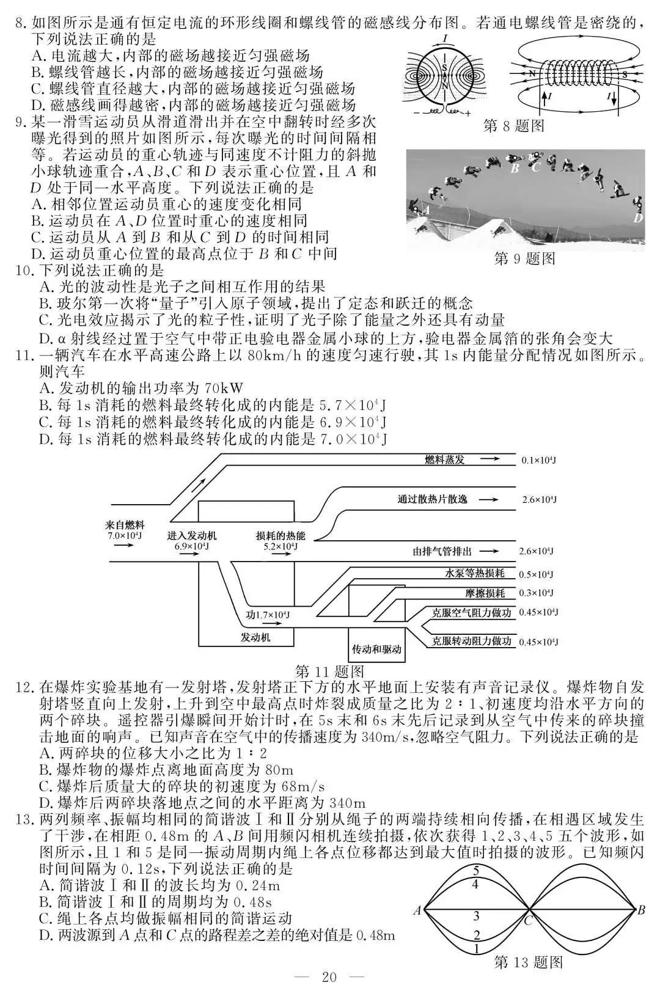 8. 如图所示是通有恒定电流的环形线圈和螺线管的磁感线分布图。若通电螺线管是密绕的，
下列说法正确的是
A. 电流越大，内部的磁场越接近匀强磁场
B. 螺线管越长，内部的磁场越接近匀强磁场
C. 螺线管直径越大，内部的磁场越接近匀强磁场
D. 磁感线画得越密，内部的磁场越接近匀强磁场
I
S
N
− +
N S
I I
第 8 题图
9. 某一滑雪运动员从滑道滑出并在空中翻转时经多次
曝光得到的照片如图所示，每次曝光的时间间隔相
等。若运动员的重心轨迹与同速度不计阻力的斜抛
小球轨迹重合，A、B、C 和 D 表示重心位置，且 A 和
D 处于同一水平高度。下列说法正确的是
A. 相邻位置运动员重心的速度变化相同
B. 运动员在 A、D 位置时重心的速度相同
C. 运动员从 A 到 B 和从 C 到 D 的时间相同
D. 运动员重心位置的最高点位于 B 和 C 中间
B C
A
D
第 9 题图
10. 下列说法正确的是
A. 光的波动性是光子之间相互作用的结果
B. 玻尔第一次将“量子”引入原子领域，提出了定态和跃迁的概念
C. 光电效应揭示了光的粒子性，证明了光子除了能量之外还具有动量
D. α 射线经过置于空气中带正电验电器金属小球的上方，验电器金属箔的张角会变大
11. 一辆汽车在水平高速公路上以 80km/h 的速度匀速行驶，其 1s 内能量分配情况如图所示。
则汽车
A. 发动机的输出功率为 70kW
B. 每 1s 消耗的燃料最终转化成的内能是 5.7×10⁴J
C. 每 1s 消耗的燃料最终转化成的内能是 6.9×10⁴J
D. 每 1s 消耗的燃料最终转化成的内能是 7.0×10⁴J
燃料蒸发 0.1×10⁴J
通过散热片散逸 2.6×10⁴J
来自燃料
7.0×10⁴J
进入发动机
6.9×10⁴J
损耗的热能
5.2×10⁴J
由排气管排出 2.6×10⁴J
水泵等热损耗 0.5×10⁴J
摩擦损耗 0.3×10⁴J
功1.7×10⁴J
克服空气阻力做功 0.45×10⁴J
发动机
克服转动阻力做功 0.45×10⁴J
传动和驱动
第 11 题图
12. 在爆炸实验基地有一发射塔，发射塔正下方的水平地面上安装有声音记录仪。爆炸物自发
射塔竖直向上发射，上升到空中最高点时炸裂成质量之比为 2∶1、初速度均沿水平方向的
两个碎块。遥控器引爆瞬间开始计时，在 5s 末和 6s 末先后记录到从空气中传来的碎块撞
击地面的响声。已知声音在空气中的传播速度为 340m/s，忽略空气阻力。下列说法正确的是
A. 两碎块的位移大小之比为 1∶2
B. 爆炸物的爆炸点离地面高度为 80m
C. 爆炸后质量大的碎块的初速度为 68m/s
D. 爆炸后两碎块落地点之间的水平距离为 340m
13. 两列频率、振幅均相同的简谐波Ⅰ和Ⅱ分别从绳子的两端持续相向传播，在相遇区域发生
了干涉，在相距 0.48m 的 A、B 间用频闪相机连续拍摄，依次获得 1、2、3、4、5 五个波形，如
图所示，且 1 和 5 是同一振动周期内绳上各点位移都达到最大值时拍摄的波形。已知频闪
时间间隔为 0.12s，下列说法正确的是
A. 简谐波Ⅰ和Ⅱ的波长均为 0.24m
B. 简谐波Ⅰ和Ⅱ的周期均为 0.48s
C. 绳上各点均做振幅相同的简谐运动
D. 两波源到 A 点和 C 点的路程差之差的绝对值是 0.48m
5
4
A B
3 C
2
1
第 13 题图
— 20 —